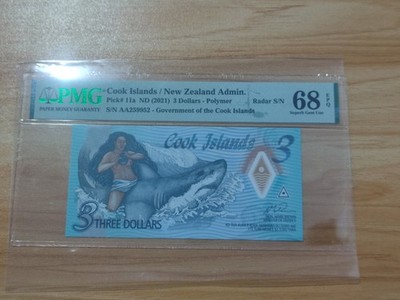 PMG
PAPER MONEY GUARANTY
Cook Islands / New Zealand Admin.
Pick# 11a ND (2021) 3 Dollars - Polymer
Radar S/N
S/N AA259952 - Government of the Cook Islands
68 EPQ
Superb Gem Unc
Cook Islands
3
3 THREE DOLLARS